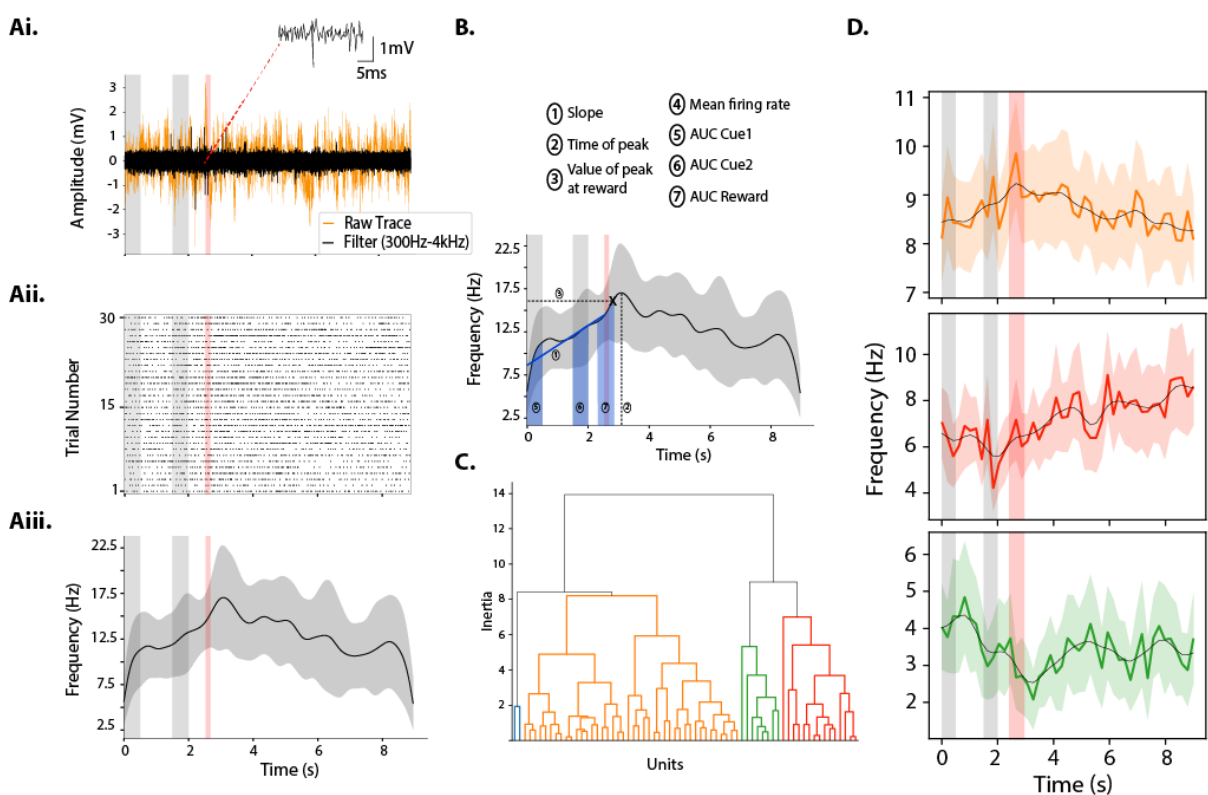 Ai.
1mV
5ms
3
2
1
0
-1
-2
-3
Amplitude (mV)
Raw Trace
Filter (300Hz-4kHz)
Aii.
30
15
1
Trial Number
Aiii.
22.5
17.5
12.5
7.5
2.5
Frequency (Hz)
0 2 4 6 8
Time (s)
B.
1 Slope
2 Time of peak
3 Value of peak
at reward
4 Mean firing rate
5 AUC Cue1
6 AUC Cue2
7 AUC Reward
22.5
17.5
12.5
7.5
2.5
Frequency (Hz)
3
X
1
5 6 7 2
0 2 4 6 8
Time (s)
C.
14
12
10
8
6
4
2
Inertia
Units
D.
11
10
9
8
7
10
8
6
4
6
5
4
3
2
Frequency (Hz)
0 2 4 6 8
Time (s)